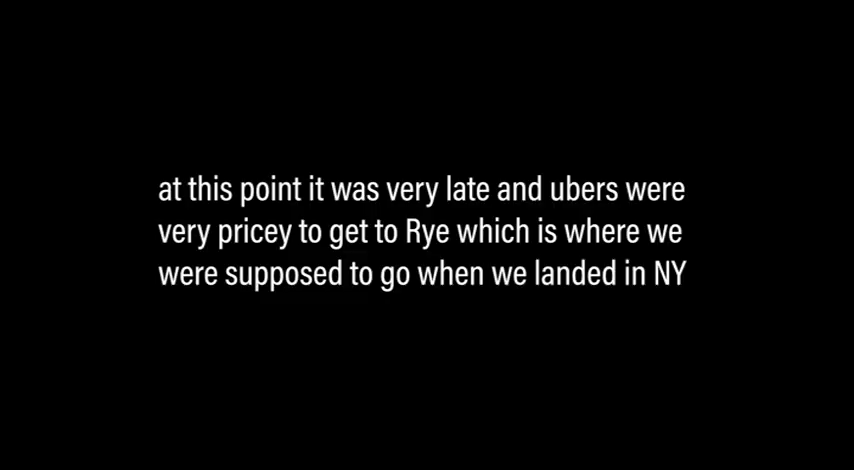 at this point it was very late and ubers were
very pricey to get to Rye which is where we
were supposed to go when we landed in NY